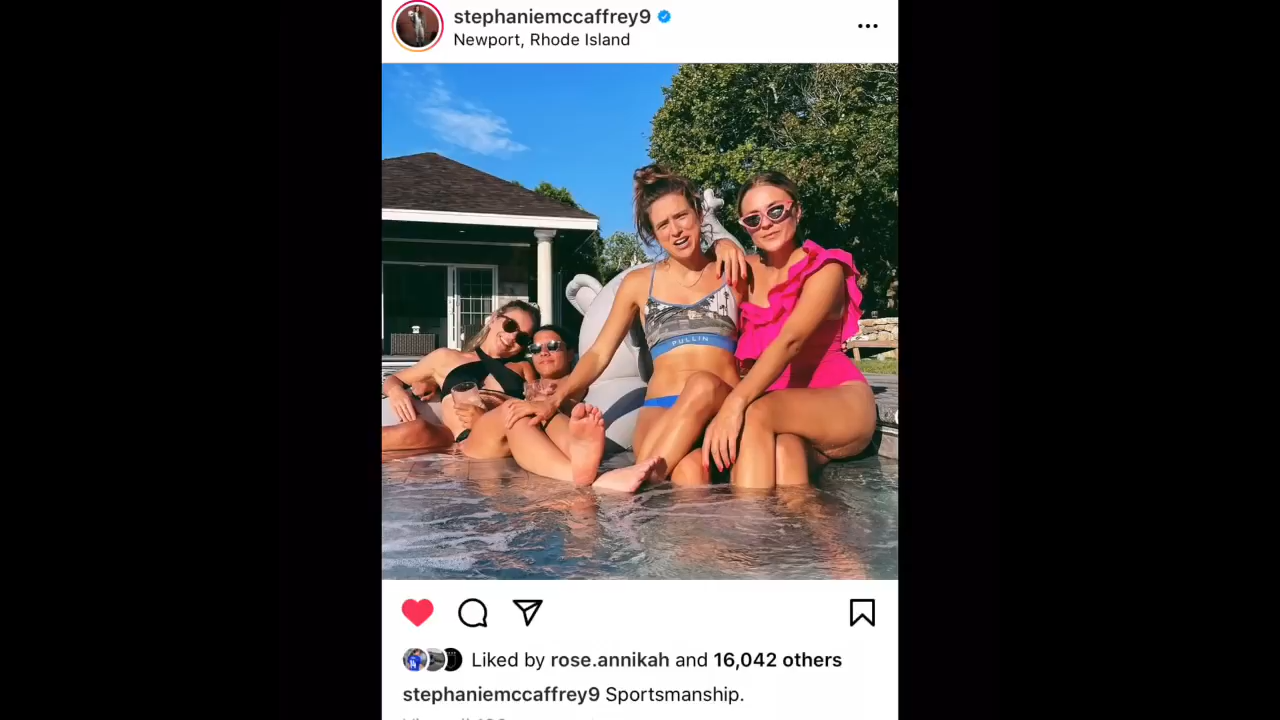 stephaniemccaffrey9
Newport, Rhode Island
PULLIN
Liked by rose.annikah and 16,042 others
stephaniemccaffrey9 Sportsmanship.